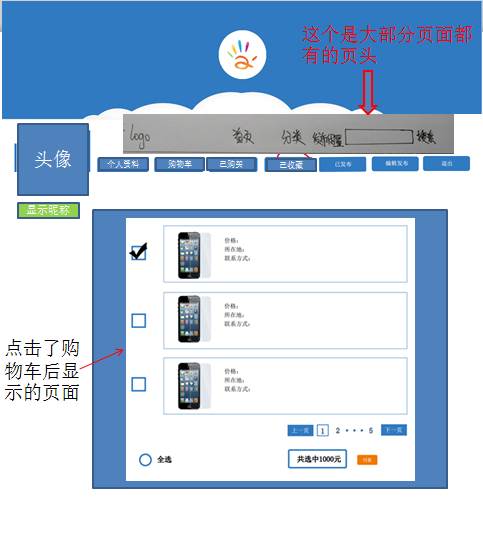 这个是大部分页面都
有的页头
logo 首页 分类 搜索
头像
个人资料 购物车 已购买 已收藏 已发布 编辑发布 退出
显示昵称
价格：
所在地：
联系方式：
价格：
所在地：
联系方式：
点击了购
物车后显
示的页面
价格：
所在地：
联系方式：
上一页 1 2 • • • 5 下一页
全选 共选中1000元